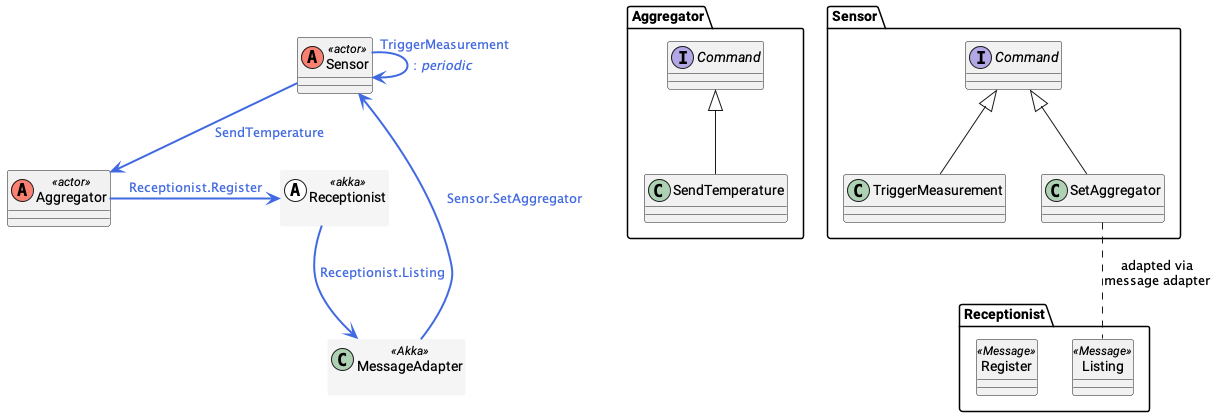 «actor»
A Sensor
TriggerMeasurement
: periodic
SendTemperature
«actor»
A Aggregator
Receptionist.Register
«akka»
A Receptionist
Sensor.SetAggregator
Receptionist.Listing
«Akka»
C MessageAdapter
Aggregator
I Command
C SendTemperature
Sensor
I Command
C TriggerMeasurement
C SetAggregator
adapted via
message adapter
Receptionist
«Message»
Register
«Message»
Listing